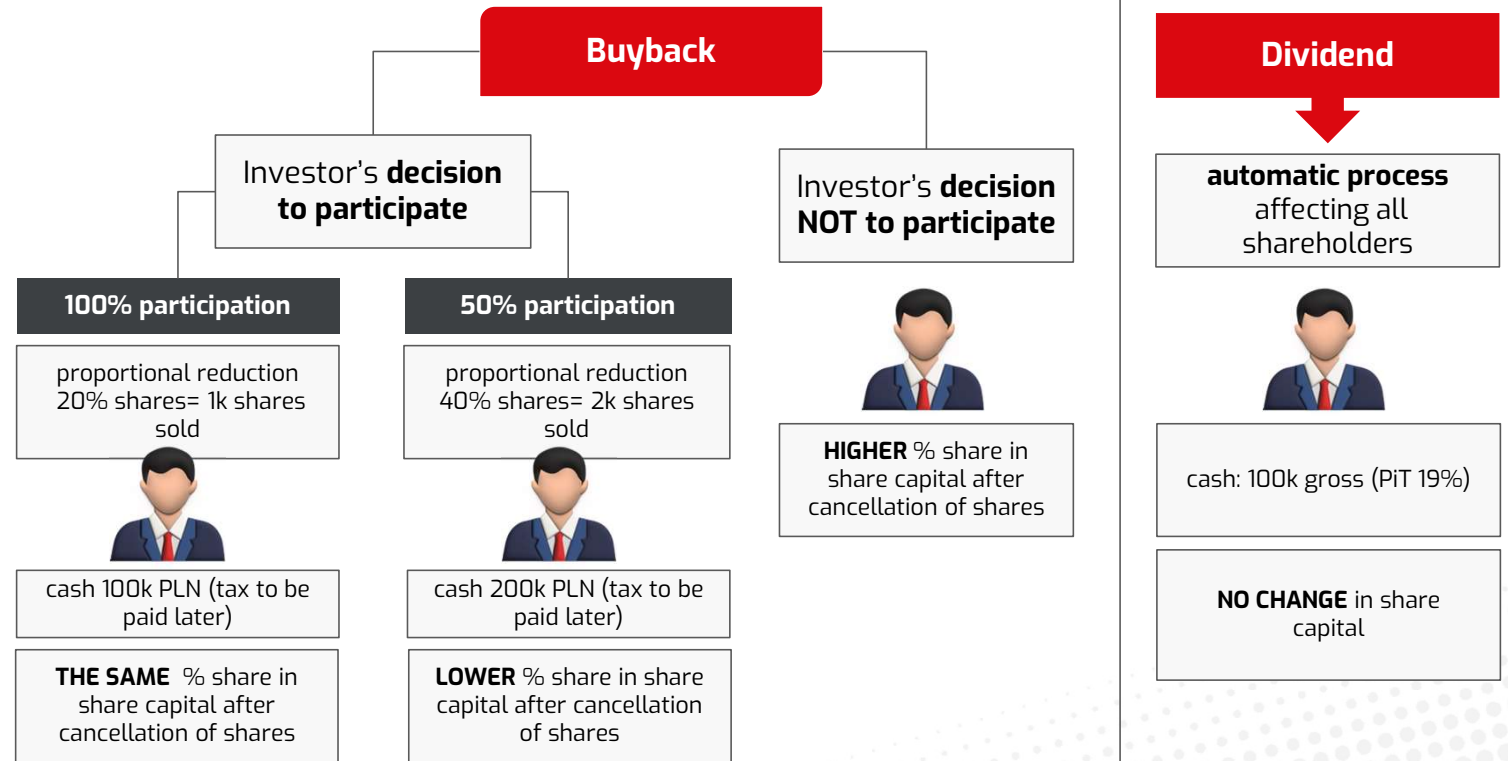 Buyback
Investor’s decision
to participate
100% participation
proportional reduction
20% shares= 1k shares
sold
cash 100k PLN (tax to be
paid later)
THE SAME % share in
share capital after
cancellation of shares
50% participation
proportional reduction
40% shares= 2k shares
sold
cash 200k PLN (tax to be
paid later)
LOWER % share in share
capital after cancellation
of shares
Investor’s decision
NOT to participate
HIGHER % share in
share capital after
cancellation of shares
Dividend
automatic process
affecting all
shareholders
cash: 100k gross (PiT 19%)
NO CHANGE in share
capital